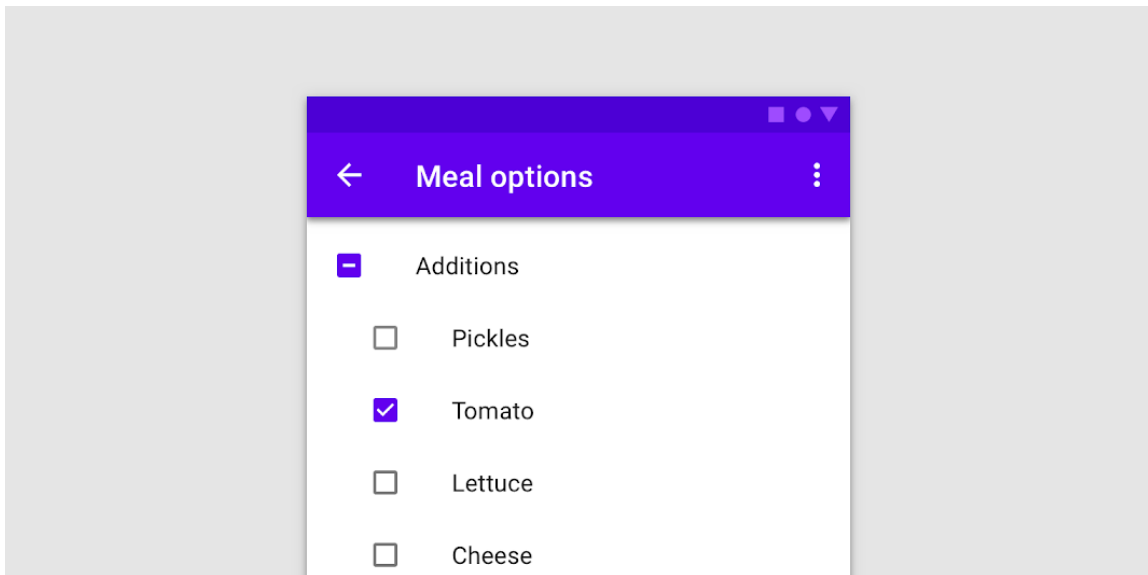 Meal options
Additions
Pickles
Tomato
Lettuce
Cheese